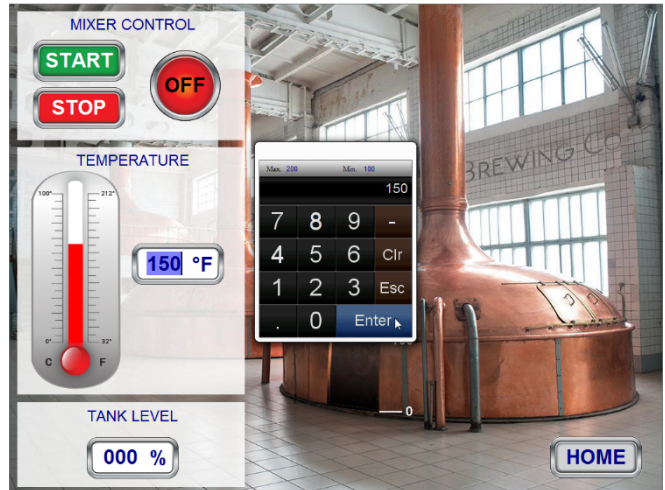 MIXER CONTROL
START
OFF
STOP
TEMPERATURE
100° 212°
150 °F
0° 32°
C F
TANK LEVEL
000 %
Max. 200 Min. 100
150
7 8 9 -
4 5 6 Clr
1 2 3 Esc
. 0 Enter
0
BREWING CO
HOME